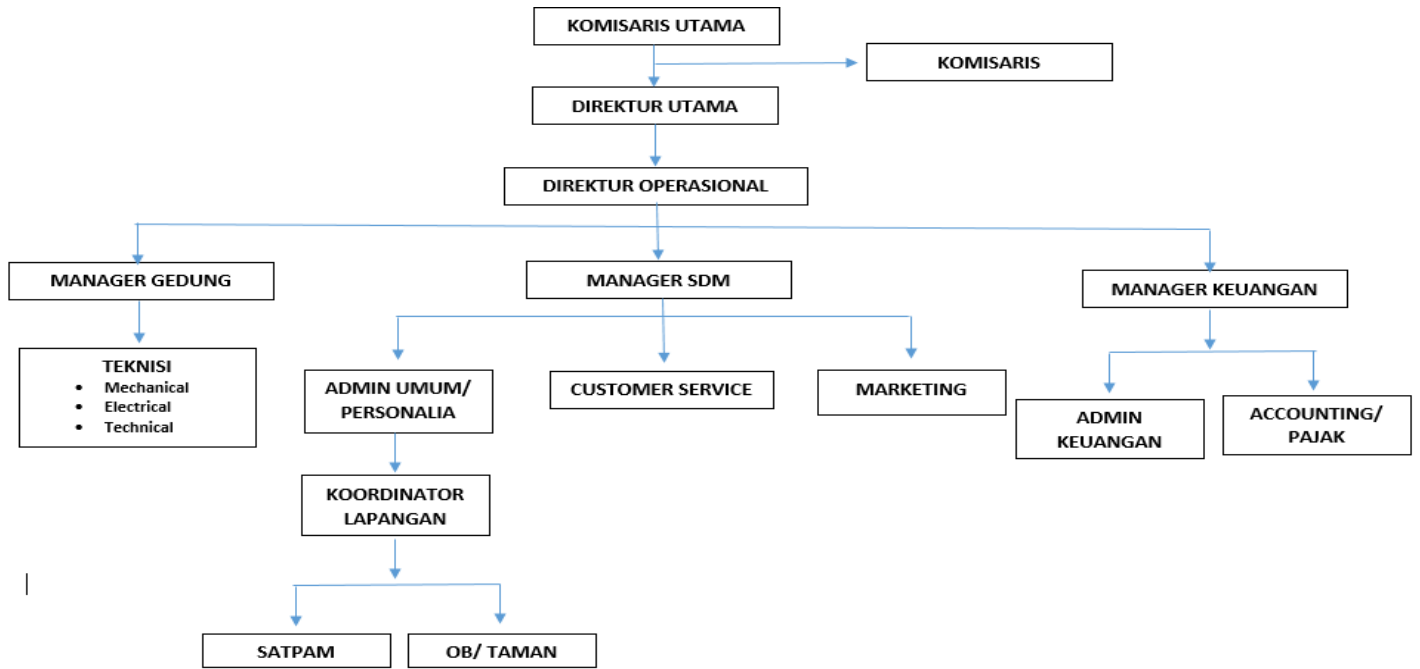 KOMISARIS UTAMA
KOMISARIS
DIREKTUR UTAMA
DIREKTUR OPERASIONAL
MANAGER GEDUNG
MANAGER SDM
MANAGER KEUANGAN
TEKNISI
• Mechanical
• Electrical
• Technical
ADMIN UMUM/
PERSONALIA
CUSTOMER SERVICE
MARKETING
ADMIN
KEUANGAN
ACCOUNTING/
PAJAK
KOORDINATOR
LAPANGAN
SATPAM
OB/ TAMAN